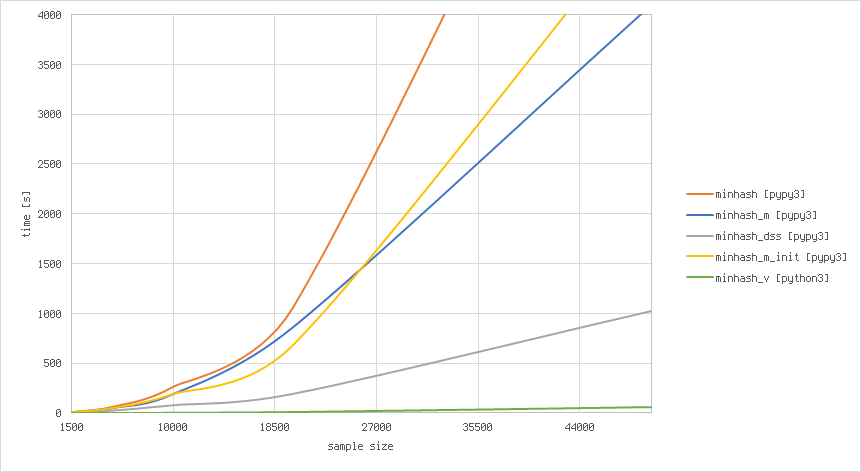 4000
3500
3000
2500
2000
1500
1000
500
0
time [s]
1500 10000 18500 27000 35500 44000
sample size
minhash [pypy3]
minhash_m [pypy3]
minhash_dss [pypy3]
minhash_m_init [pypy3]
minhash_v [python3]